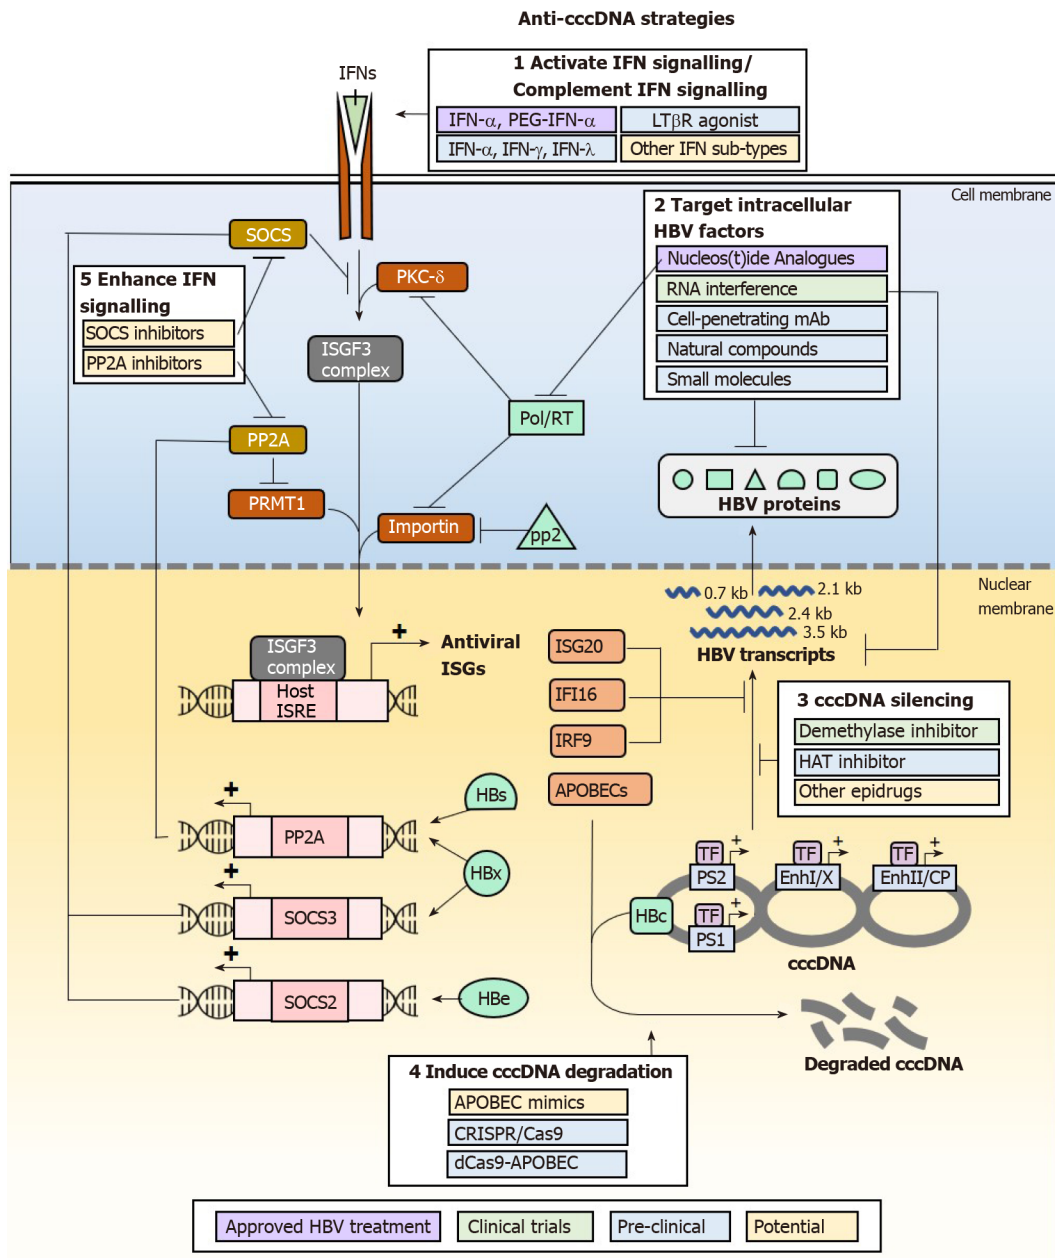 Anti-cccDNA strategies
1 Activate IFN signalling/
Complement IFN signalling
IFN-α, PEG-IFN-α
LTβR agonist
IFN-α, IFN-γ, IFN-λ
Other IFN sub-types
IFNs
Cell membrane
SOCS
5 Enhance IFN
signalling
SOCS inhibitors
PP2A inhibitors
PKC-δ
ISGF3
complex
2 Target intracellular
HBV factors
Nucleos(t)ide Analogues
RNA interference
Cell-penetrating mAb
Natural compounds
Small molecules
Pol/RT
PP2A
PRMT1
Importin
pp2
HBV proteins
Nuclear
membrane
0.7 kb
2.1 kb
2.4 kb
3.5 kb
HBV transcripts
ISGF3
complex
Host
ISRE
+
Antiviral
ISGs
ISG20
IFI16
IRF9
APOBECs
3 cccDNA silencing
Demethylase inhibitor
HAT inhibitor
Other epidrugs
+
PP2A
HBs
HBx
+
SOCS3
+
SOCS2
HBe
TF
+
PS2
TF
+
EnhI/X
TF
+
EnhII/CP
HBc
TF
+
PS1
cccDNA
Degraded cccDNA
4 Induce cccDNA degradation
APOBEC mimics
CRISPR/Cas9
dCas9-APOBEC
Approved HBV treatment
Clinical trials
Pre-clinical
Potential